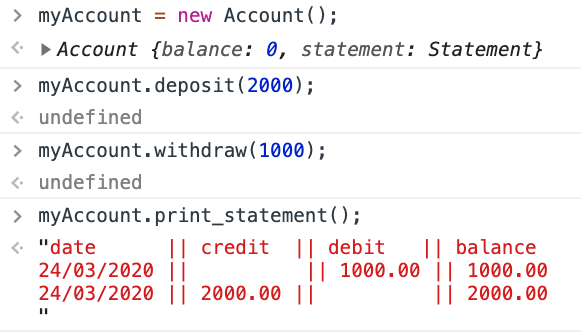 > myAccount = new Account();
<· ▶Account {balance: 0, statement: Statement}
> myAccount.deposit(2000);
<· undefined
> myAccount.withdraw(1000);
<· undefined
> myAccount.print_statement();
<· "date      || credit  || debit   || balance
24/03/2020 ||         || 1000.00 || 1000.00
24/03/2020 || 2000.00 ||         || 2000.00
"